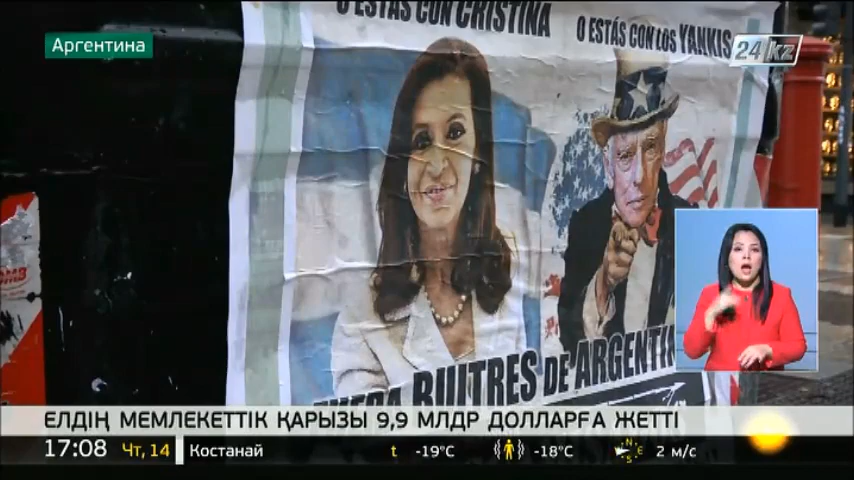 Аргентина
O ESTÁS CON CRISTINA
O ESTÁS CON LOS YANKIS
24kz
BUITRES DE ARGENTIN
ЕЛДІҢ МЕМЛЕКЕТТІК ҚАРЫЗЫ 9,9 МЛДР ДОЛЛАРҒА ЖЕТТІ
17:08 Чт, 14 Костанай t -19°C -18°C 2 м/с